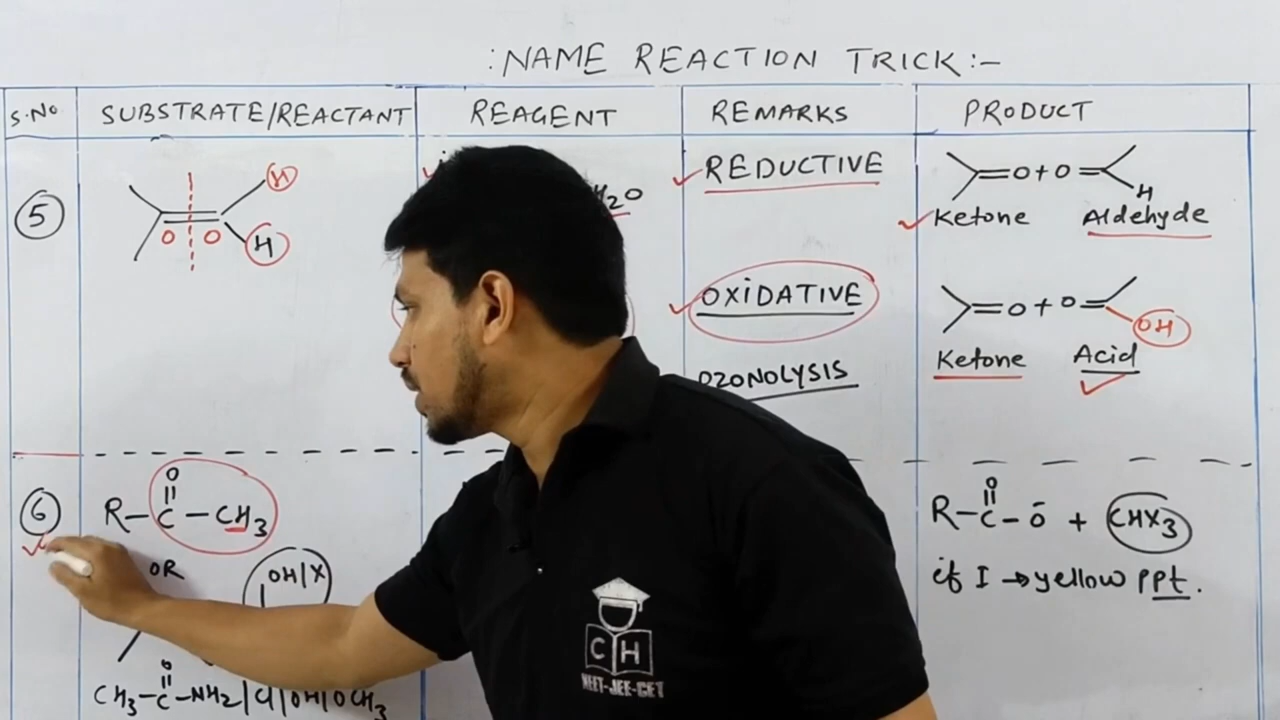 :NAME REACTION TRICK:-
S.No SUBSTRATE/REACTANT REAGENT REMARKS PRODUCT
5
H
H
O O
H2O
REDUCTIVE
OXIDATIVE
OZONOLYSIS
=O + O=
H
Ketone Aldehyde
=O + O=
OH
Ketone Acid
6
O
R-C-CH3
OR
OH/X
O
CH3-C-NH2/Cl/OH/OCH3
O
R-C-Ō + CHX3
if I → yellow ppt.
C H
NEET-JEE-CET